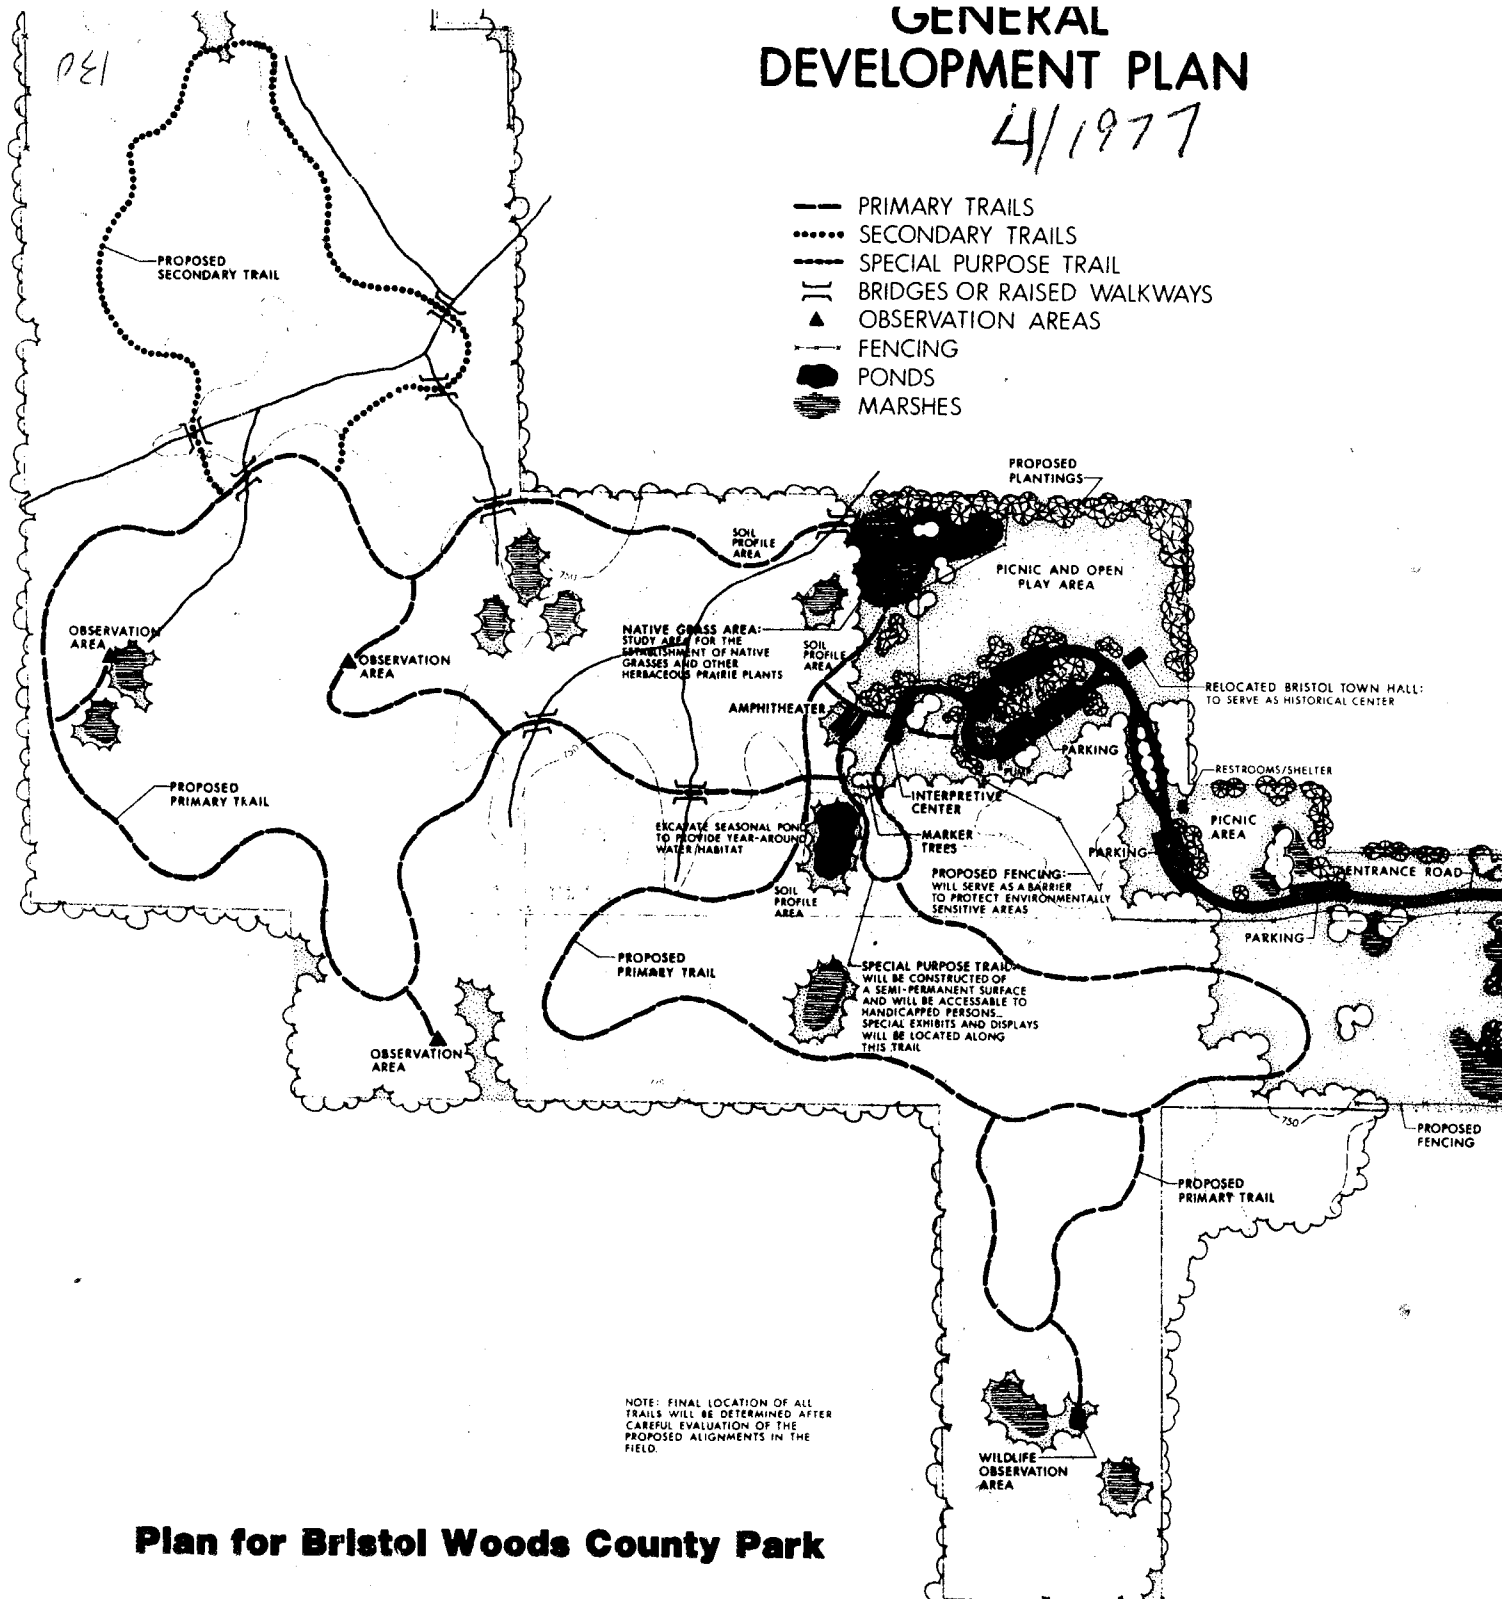 GENERAL
DEVELOPMENT PLAN
4/1977
130
PRIMARY TRAILS
SECONDARY TRAILS
SPECIAL PURPOSE TRAIL
BRIDGES OR RAISED WALKWAYS
OBSERVATION AREAS
FENCING
PONDS
MARSHES
PROPOSED
SECONDARY TRAIL
PROPOSED
PLANTINGS
SOIL
PROFILE
AREA
750
PICNIC AND OPEN
PLAY AREA
OBSERVATION
AREA
OBSERVATION
AREA
NATIVE GRASS AREA:
STUDY AREA FOR THE
ESTABLISHMENT OF NATIVE
GRASSES AND OTHER
HERBACEOUS PRAIRIE PLANTS
SOIL
PROFILE
AREA
AMPHITHEATER
RELOCATED BRISTOL TOWN HALL:
TO SERVE AS HISTORICAL CENTER
PARKING
PUMP
750
RESTROOMS/SHELTER
PROPOSED
PRIMARY TRAIL
INTERPRETIVE
CENTER
PICNIC
AREA
EXCAVATE SEASONAL POND
TO PROVIDE YEAR-AROUND
WATER HABITAT
MARKER
TREES
PARKING
PROPOSED FENCING:
WILL SERVE AS A BARRIER
TO PROTECT ENVIRONMENTALLY
SENSITIVE AREAS
ENTRANCE ROAD
SOIL
PROFILE
AREA
PARKING
PROPOSED
PRIMARY TRAIL
SPECIAL PURPOSE TRAIL
WILL BE CONSTRUCTED OF
A SEMI-PERMANENT SURFACE
AND WILL BE ACCESSABLE TO
HANDICAPPED PERSONS...
SPECIAL EXHIBITS AND DISPLAYS
WILL BE LOCATED ALONG
THIS TRAIL
OBSERVATION
AREA
750
PROPOSED
FENCING
PROPOSED
PRIMARY TRAIL
NOTE: FINAL LOCATION OF ALL
TRAILS WILL BE DETERMINED AFTER
CAREFUL EVALUATION OF THE
PROPOSED ALIGNMENTS IN THE
FIELD.
WILDLIFE
OBSERVATION
AREA
Plan for Bristol Woods County Park